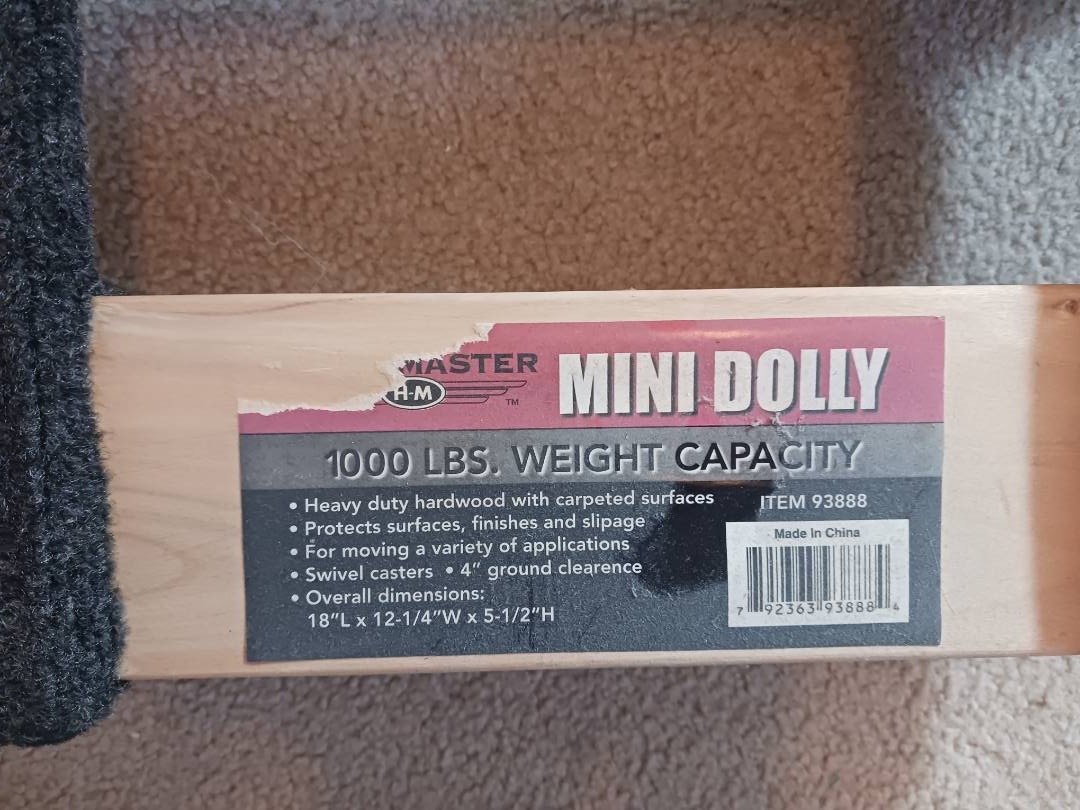 MASTER
H-M
TM
MINI DOLLY
1000 LBS. WEIGHT CAPACITY
• Heavy duty hardwood with carpeted surfaces
• Protects surfaces, finishes and slipage
• For moving a variety of applications
• Swivel casters • 4" ground clearence
• Overall dimensions:
18"L x 12-1/4"W x 5-1/2"H
ITEM 93888
Made In China
7 92363 93888 4